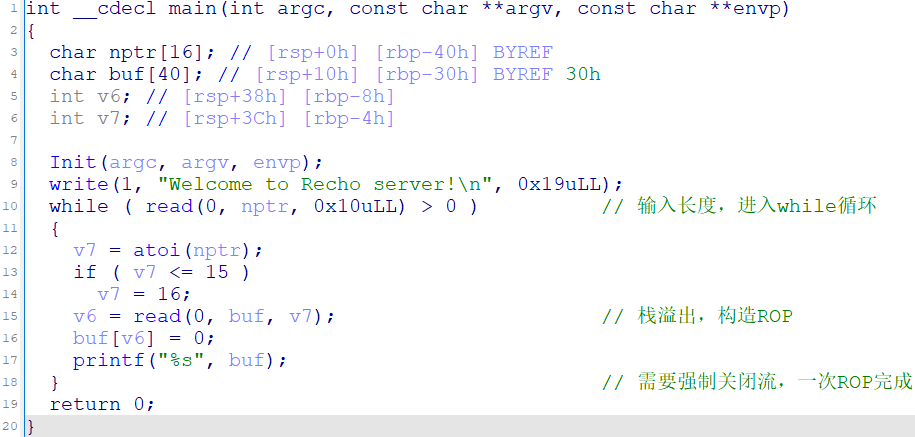 1 int __cdecl main(int argc, const char **argv, const char **envp)
2 {
3 char nptr[16]; // [rsp+0h] [rbp-40h] BYREF
4 char buf[40]; // [rsp+10h] [rbp-30h] BYREF 30h
5 int v6; // [rsp+38h] [rbp-8h]
6 int v7; // [rsp+3Ch] [rbp-4h]
7
8 Init(argc, argv, envp);
9 write(1, "Welcome to Recho server!\n", 0x19uLL);
10 while ( read(0, nptr, 0x10uLL) > 0 ) // 输入长度，进入while循环
11 {
12 v7 = atoi(nptr);
13 if ( v7 <= 15 )
14 v7 = 16;
15 v6 = read(0, buf, v7); // 栈溢出，构造ROP
16 buf[v6] = 0;
17 printf("%s", buf);
18 } // 需要强制关闭流，一次ROP完成
19 return 0;
20 }